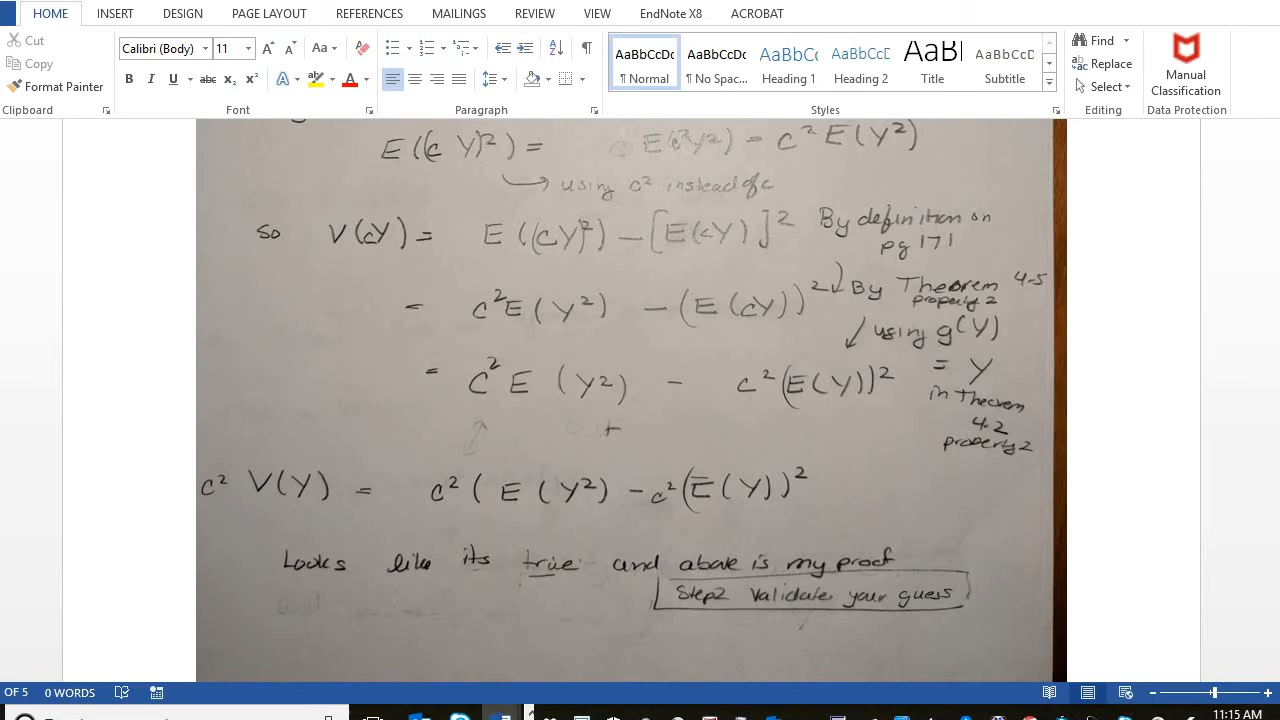 HOME INSERT DESIGN PAGE LAYOUT REFERENCES MAILINGS REVIEW VIEW EndNote X8 ACROBAT
Cut
Copy
Format Painter
Calibri (Body) 11
Clipboard Font Paragraph Styles Editing Data Protection
AaBbCcDc AaBbCcDc AaBbC AaBbCcD AaB AaBbCcD
¶ Normal ¶ No Spac... Heading 1 Heading 2 Title Subtitle
Find
Replace
Select
Manual
Classification
E((c Y)²) = E(c²Y²) = c² E(Y²)
using c² instead of c
So V(cY) = E((cY)²) - [E(cY)]² By definition on
pg 171
= c²E(Y²) - (E(cY))² By Theorem 4-5
property 2
using g(Y)
= c² E (Y²) - c²(E(Y))² = Y
in Theorem
4.2
property 2
c² V(Y) = c² ( E (Y²) - c² (E(Y))²
Looks like its true and above is my proof
Step2 Validate your guess
OF 5 0 WORDS
11:15 AM